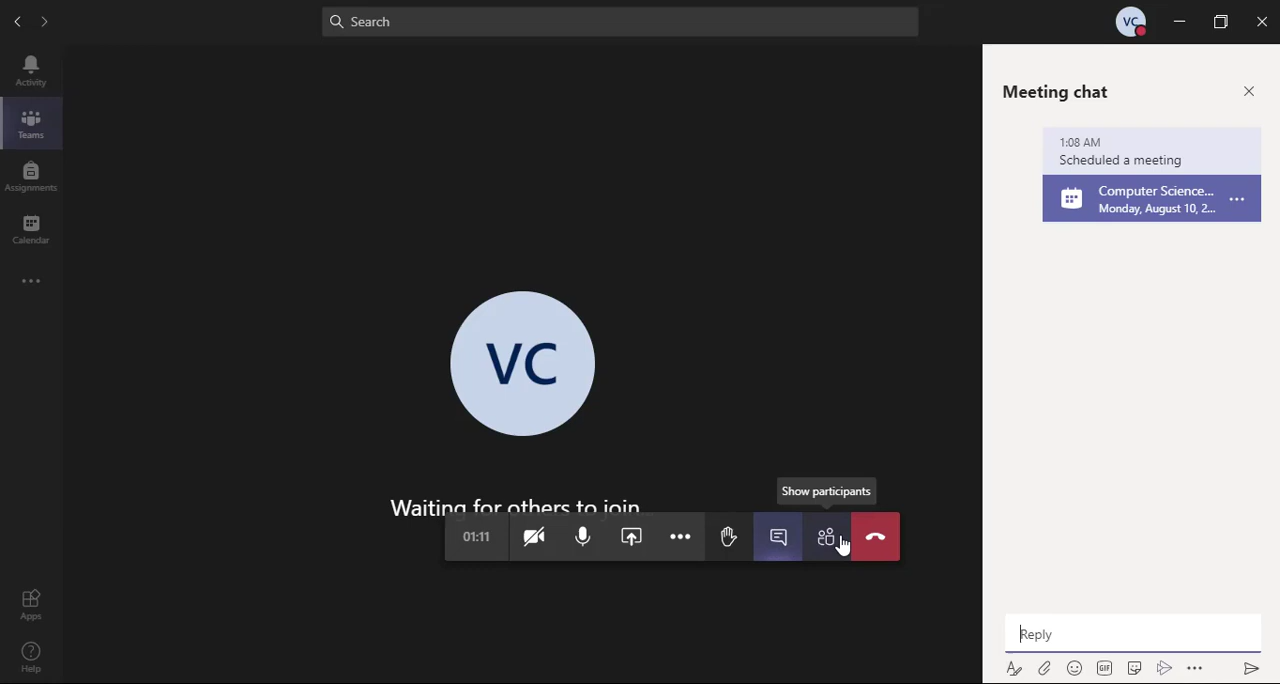 Search
VC
Activity
Teams
Assignments
Calendar
Apps
Help
VC
Waiting for others to join...
Show participants
01:11
Meeting chat
1:08 AM
Scheduled a meeting
Computer Science...
Monday, August 10, 2...
Reply
GIF